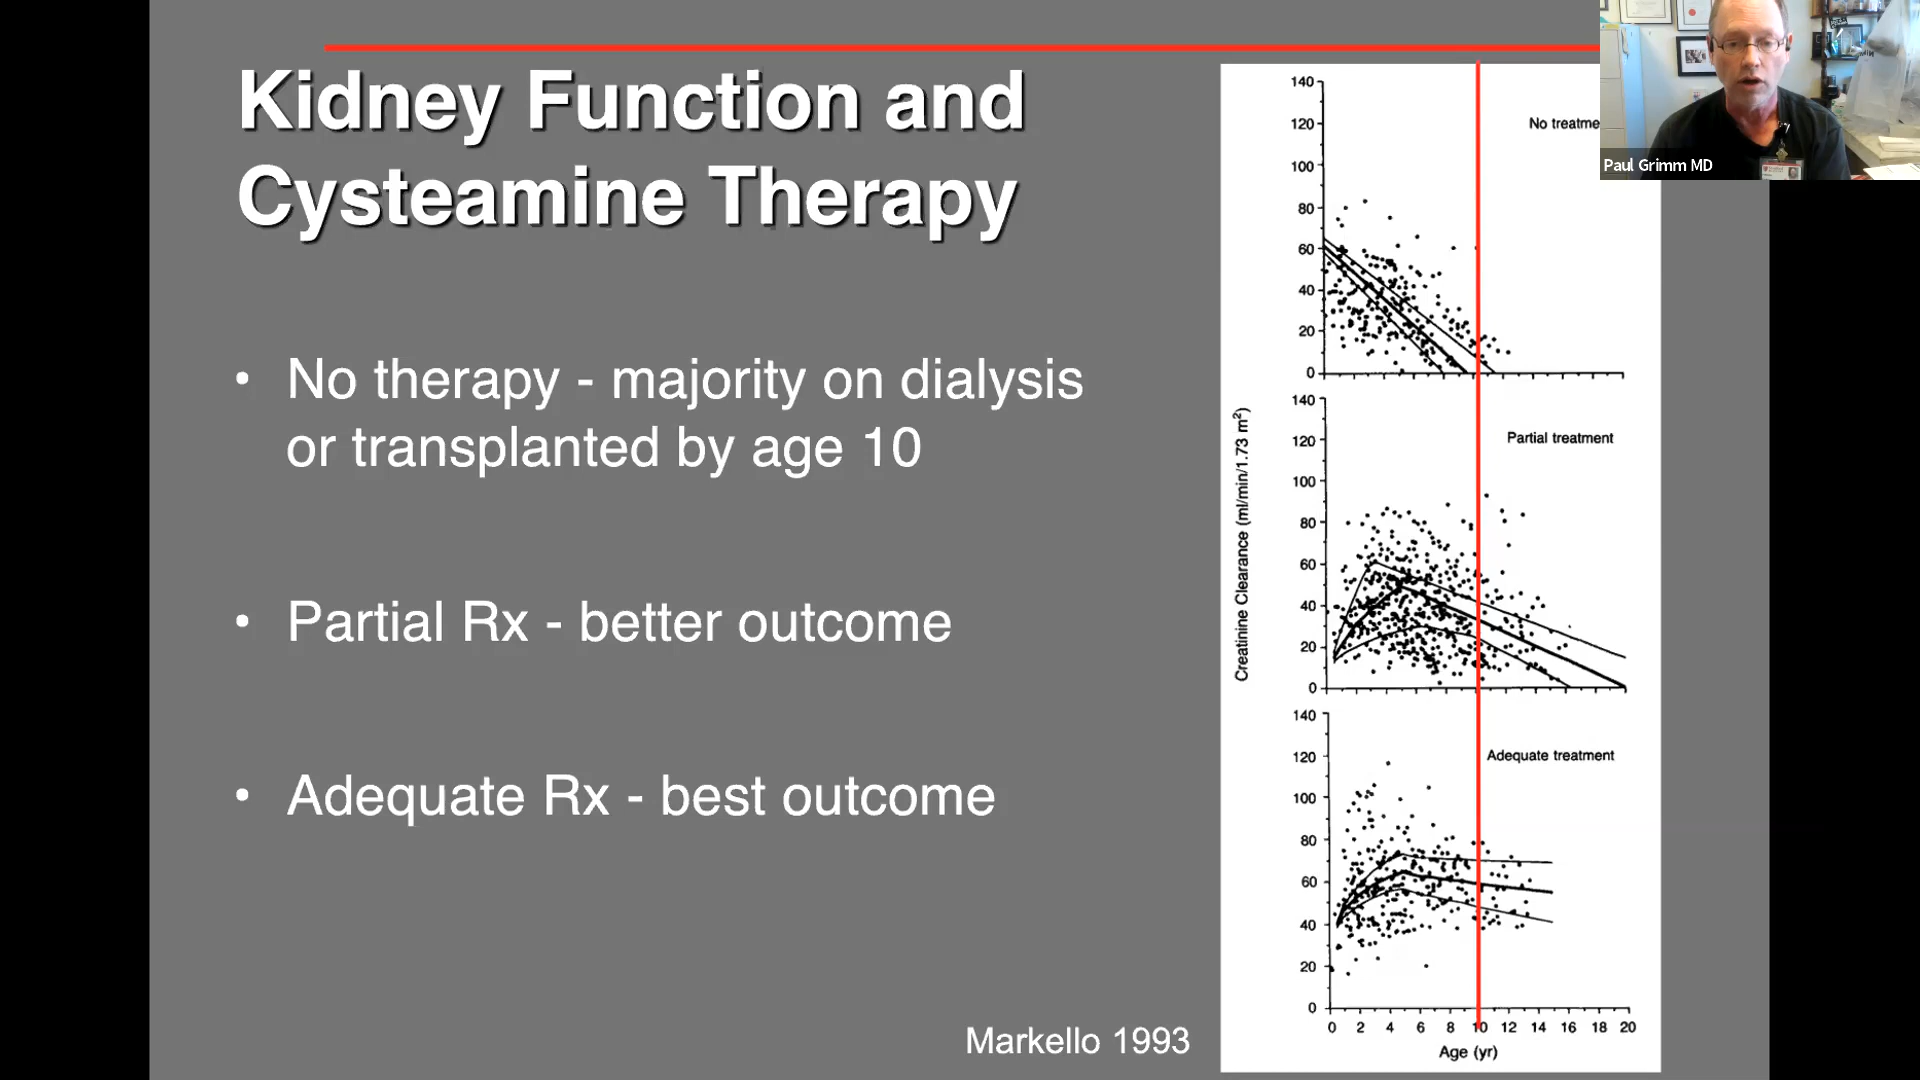 Kidney Function and
Cysteamine Therapy
• No therapy - majority on dialysis
or transplanted by age 10
• Partial Rx - better outcome
• Adequate Rx - best outcome
Markello 1993
Creatinine Clearance (ml/min/1.73 m²)
140
120
100
80
60
40
20
0
No treatme
140
120
100
80
60
40
20
0
Partial treatment
140
120
100
80
60
40
20
0
Adequate treatment
0 2 4 6 8 10 12 14 16 18 20
Age (yr)
Paul Grimm MD